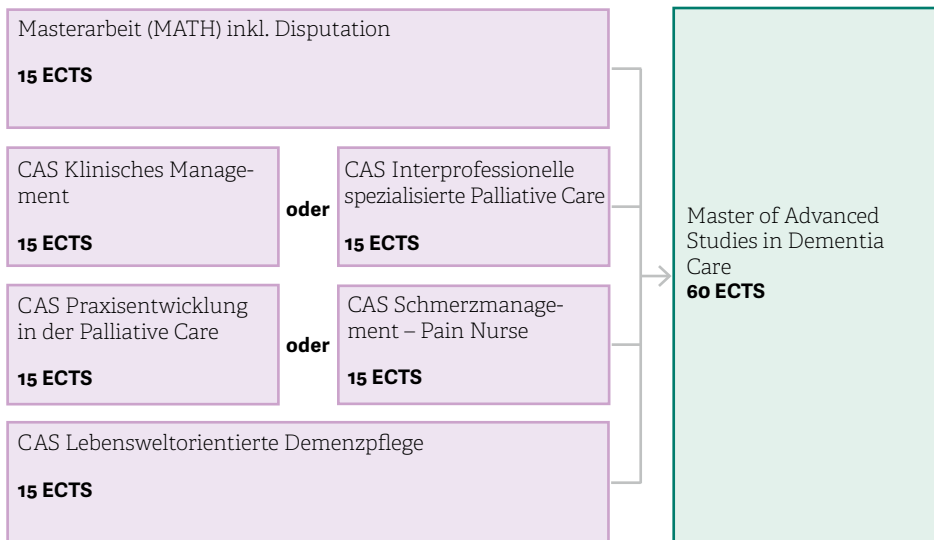 Masterarbeit (MATH) inkl. Disputation
15 ECTS
CAS Klinisches Manage-
ment
15 ECTS
oder
CAS Interprofessionelle
spezialisierte Palliative Care
15 ECTS
CAS Praxisentwicklung
in der Palliative Care
15 ECTS
oder
CAS Schmerzmanage-
ment – Pain Nurse
15 ECTS
CAS Lebensweltorientierte Demenzpflege
15 ECTS
Master of Advanced
Studies in Dementia
Care
60 ECTS